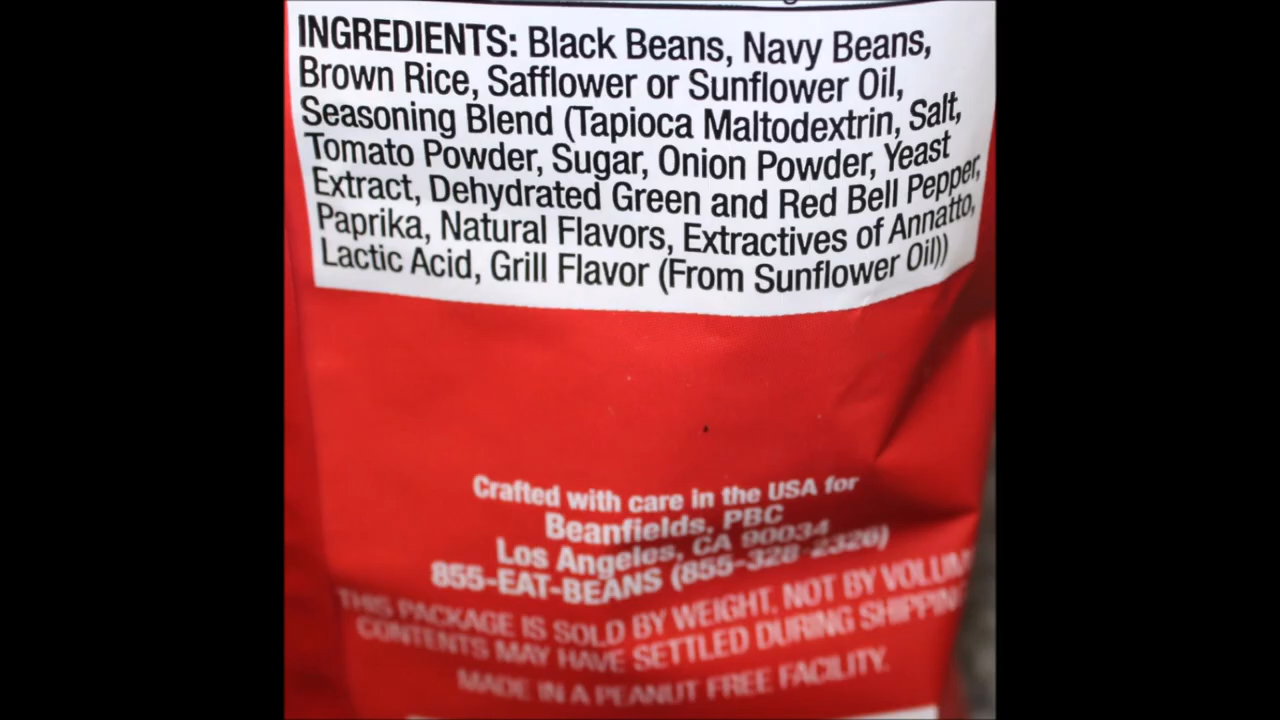 INGREDIENTS: Black Beans, Navy Beans,
Brown Rice, Safflower or Sunflower Oil,
Seasoning Blend (Tapioca Maltodextrin, Salt,
Tomato Powder, Sugar, Onion Powder, Yeast
Extract, Dehydrated Green and Red Bell Pepper,
Paprika, Natural Flavors, Extractives of Annatto,
Lactic Acid, Grill Flavor (From Sunflower Oil))
Crafted with care in the USA for
Beanfields, PBC
Los Angeles, CA 90034
855-EAT-BEANS (855-328-2326)
THIS PACKAGE IS SOLD BY WEIGHT, NOT BY VOLUM
CONTENTS MAY HAVE SETTLED DURING SHIPPIN
MADE IN A PEANUT FREE FACILITY.